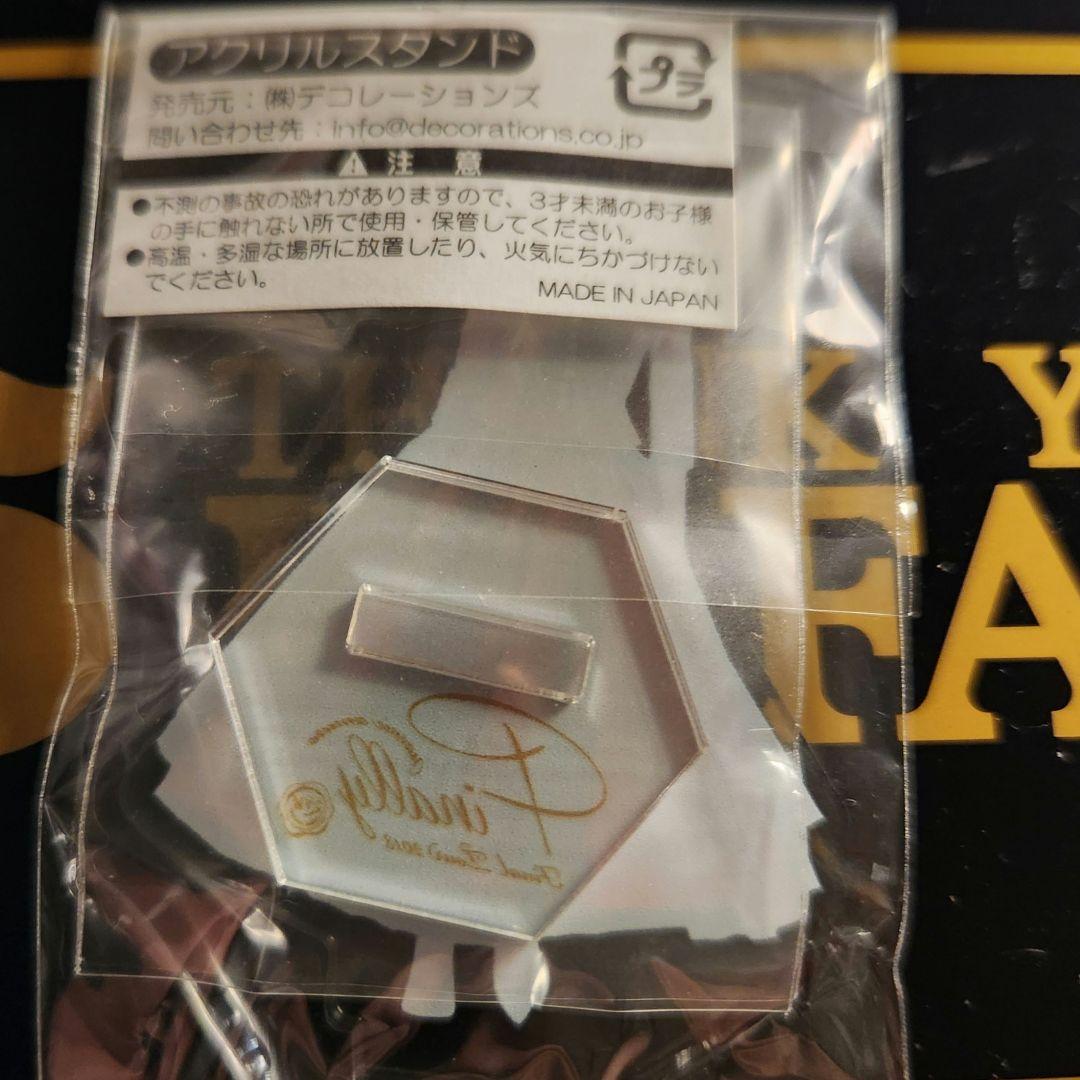 アクリルスタンド
プラ
発売元：㈱デコレーションズ
問い合わせ先：info@decorations.co.jp
⚠注 意
●不測の事故の恐れがありますので、3才未満のお子様
の手に触れない所で使用・保管してください。
●高温・多湿な場所に放置したり、火気にちかづけない
でください。
MADE IN JAPAN
K Y
FA
Finally
Final Tour 2018